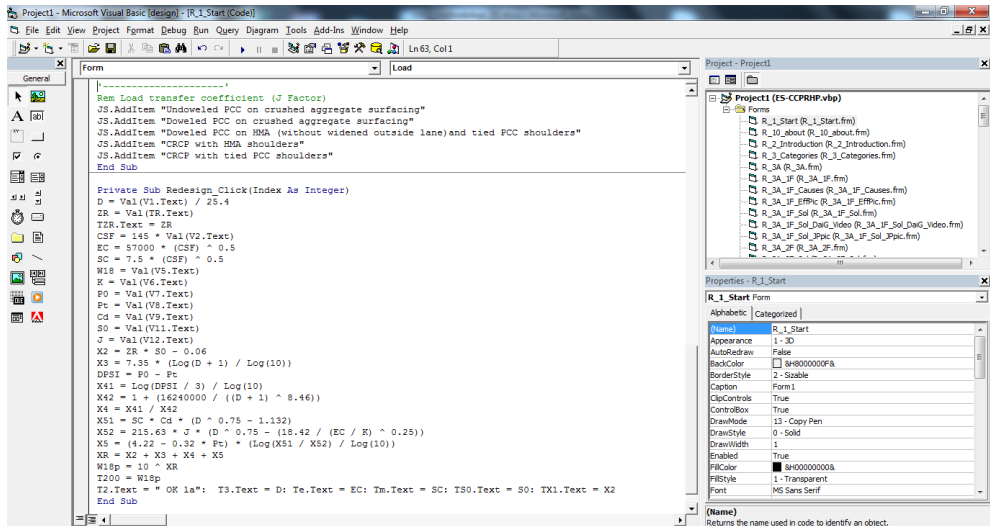 Project1 - Microsoft Visual Basic [design] - [R_1_Start (Code)]
File Edit View Project Format Debug Run Query Diagram Tools Add-Ins Window Help
Ln 63, Col 1
General
Form
Load
'---------------------'
Rem Load transfer coefficient (J Factor)
JS.AddItem "Undoweled PCC on crushed aggregate surfacing"
JS.AddItem "Doweled PCC on crushed aggregate surfacing"
JS.AddItem "Doweled PCC on HMA (without widened outside lane)and tied PCC shoulders"
JS.AddItem "CRCP with HMA shoulders"
JS.AddItem "CRCP with tied PCC shoulders"
End Sub
Private Sub Redesign_Click(Index As Integer)
D = Val(V1.Text) / 25.4
ZR = Val(TR.Text)
TZR.Text = ZR
CSF = 145 * Val(V2.Text)
EC = 57000 * (CSF) ^ 0.5
SC = 7.5 * (CSF) ^ 0.5
W18 = Val(V5.Text)
K = Val(V6.Text)
P0 = Val(V7.Text)
Pt = Val(V8.Text)
Cd = Val(V9.Text)
S0 = Val(V11.Text)
J = Val(V12.Text)
X2 = ZR * S0 - 0.06
X3 = 7.35 * (Log(D + 1) / Log(10))
DPSI = P0 - Pt
X41 = Log(DPSI / 3) / Log(10)
X42 = 1 + (16240000 / ((D + 1) ^ 8.46))
X4 = X41 / X42
X51 = SC * Cd * (D ^ 0.75 - 1.132)
X52 = 215.63 * J * (D ^ 0.75 - (18.42 / (EC / K) ^ 0.25))
X5 = (4.22 - 0.32 * Pt) * (Log(X51 / X52) / Log(10))
XR = X2 + X3 + X4 + X5
W18p = 10 ^ XR
T200 = W18p
T2.Text = " OK la": T3.Text = D: Te.Text = EC: Tm.Text = SC: TS0.Text = S0: TX1.Text = X2
End Sub
Project - Project1
Project1 (ES-CCPRHP.vbp)
Forms
R_1_Start (R_1_Start.frm)
R_10_about (R_10_about.frm)
R_2_Introduction (R_2_Introduction.frm)
R_3_Categories (R_3_Categories.frm)
R_3A (R_3A.frm)
R_3A_1F (R_3A_1F.frm)
R_3A_1F_Causes (R_3A_1F_Causes.frm)
R_3A_1F_EffPic (R_3A_1F_EffPic.frm)
R_3A_1F_Sol (R_3A_1F_Sol.frm)
R_3A_1F_Sol_DaiG_Video (R_3A_1F_Sol_DaiG_Video.frm)
R_3A_1F_Sol_JPpic (R_3A_1F_Sol_JPpic.frm)
R_3A_2F (R_3A_2F.frm)
Properties - R_1_Start
R_1_Start Form
Alphabetic Categorized
(Name) R_1_Start
Appearance 1 - 3D
AutoRedraw False
BackColor &H8000000F&
BorderStyle 2 - Sizable
Caption Form1
ClipControls True
ControlBox True
DrawMode 13 - Copy Pen
DrawStyle 0 - Solid
DrawWidth 1
Enabled True
FillColor &H00000000&
FillStyle 1 - Transparent
Font MS Sans Serif
(Name)
Returns the name used in code to identify an object.